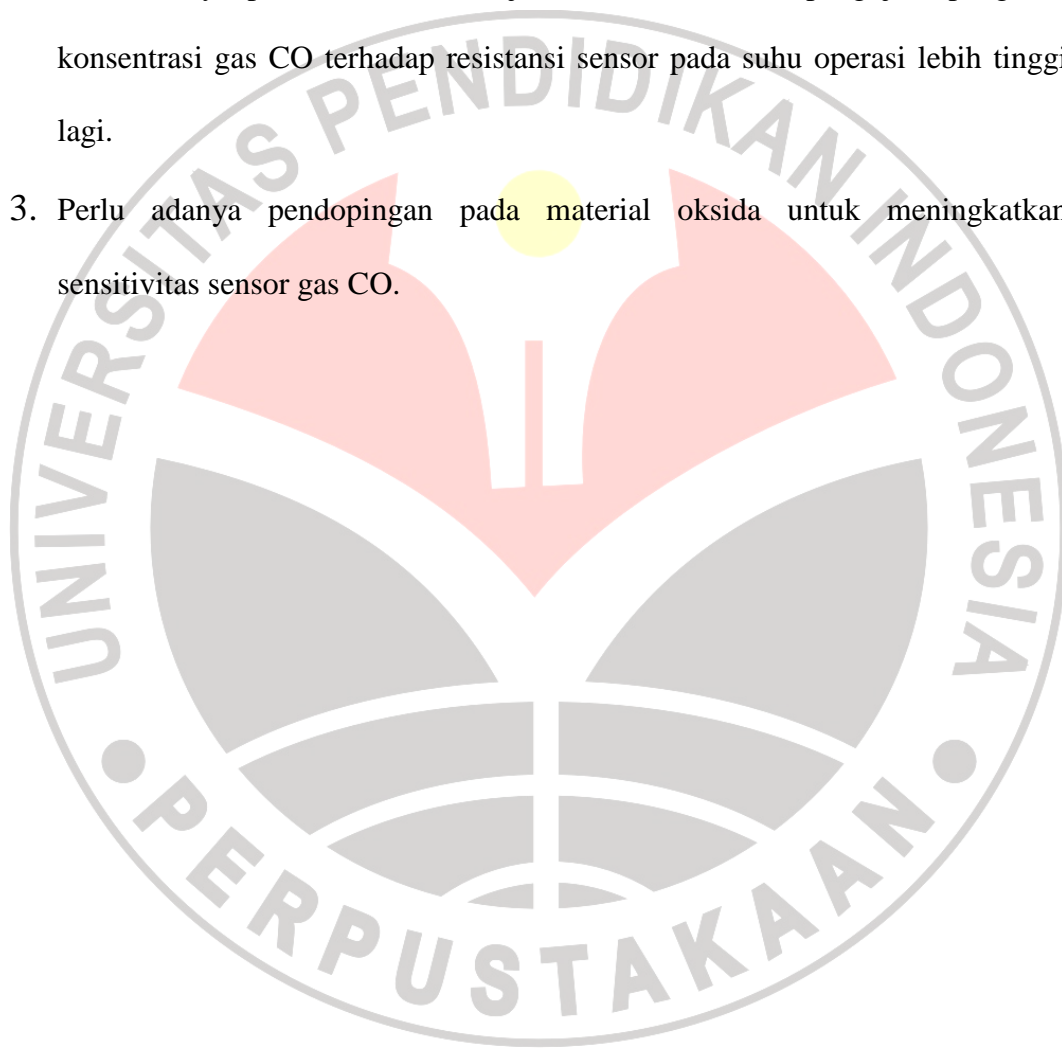 konsentrasi gas CO terhadap resistansi sensor pada suhu operasi lebih tinggi
lagi.
3. Perlu adanya pendopingan pada material oksida untuk meningkatkan
sensitivitas sensor gas CO.
UNIVERSITAS PENDIDIKAN INDONESIA
PERPUSTAKAAN